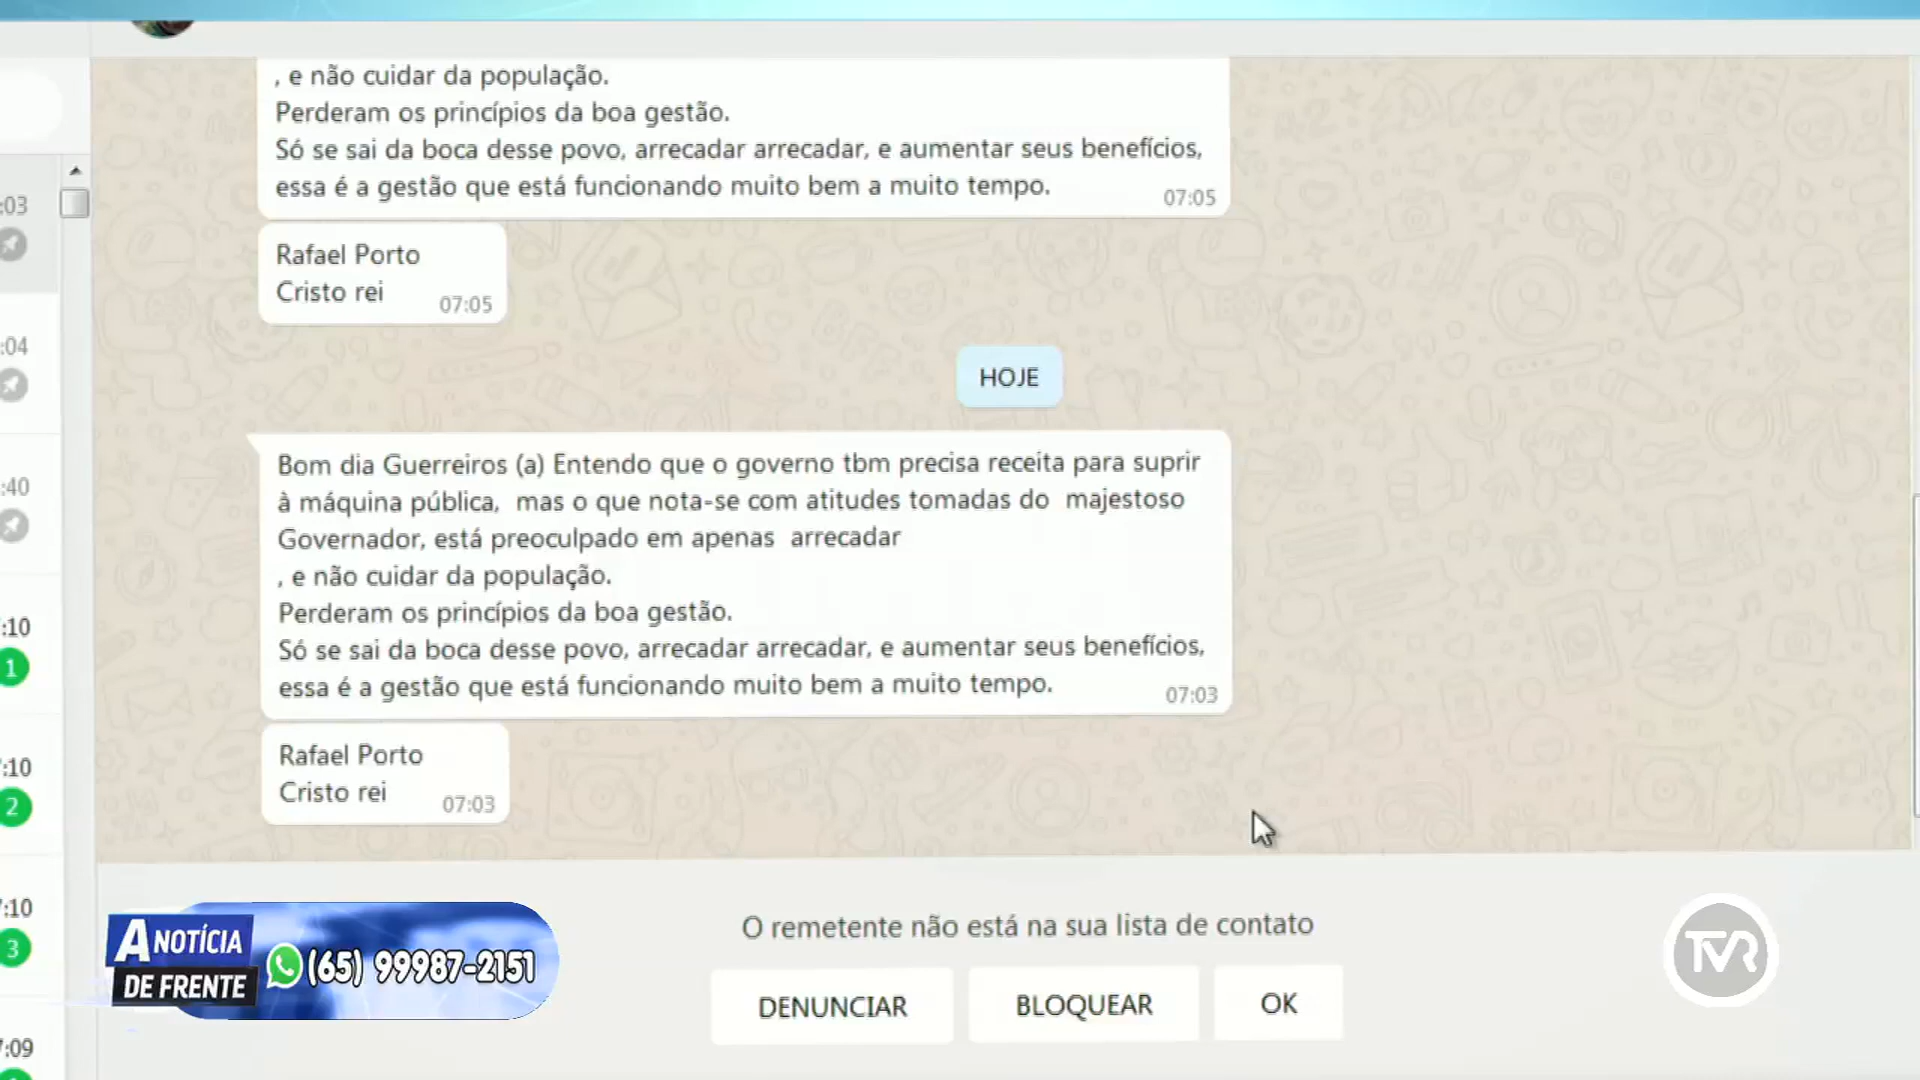 , e não cuidar da população.
Perderam os princípios da boa gestão.
Só se sai da boca desse povo, arrecadar arrecadar, e aumentar seus benefícios,
essa é a gestão que está funcionando muito bem a muito tempo.
07:05
:03
Rafael Porto
Cristo rei
07:05
:04
HOJE
Bom dia Guerreiros (a) Entendo que o governo tbm precisa receita para suprir
à máquina pública,  mas o que nota-se com atitudes tomadas do  majestoso
Governador, está preoculpado em apenas  arrecadar
, e não cuidar da população.
Perderam os princípios da boa gestão.
Só se sai da boca desse povo, arrecadar arrecadar, e aumentar seus benefícios,
essa é a gestão que está funcionando muito bem a muito tempo.
07:03
:40
:10
1
Rafael Porto
Cristo rei
07:03
:10
2
:10
3
:09
O remetente não está na sua lista de contato
DENUNCIAR
BLOQUEAR
OK
A NOTÍCIA
DE FRENTE
(65) 99987-2151
TVR